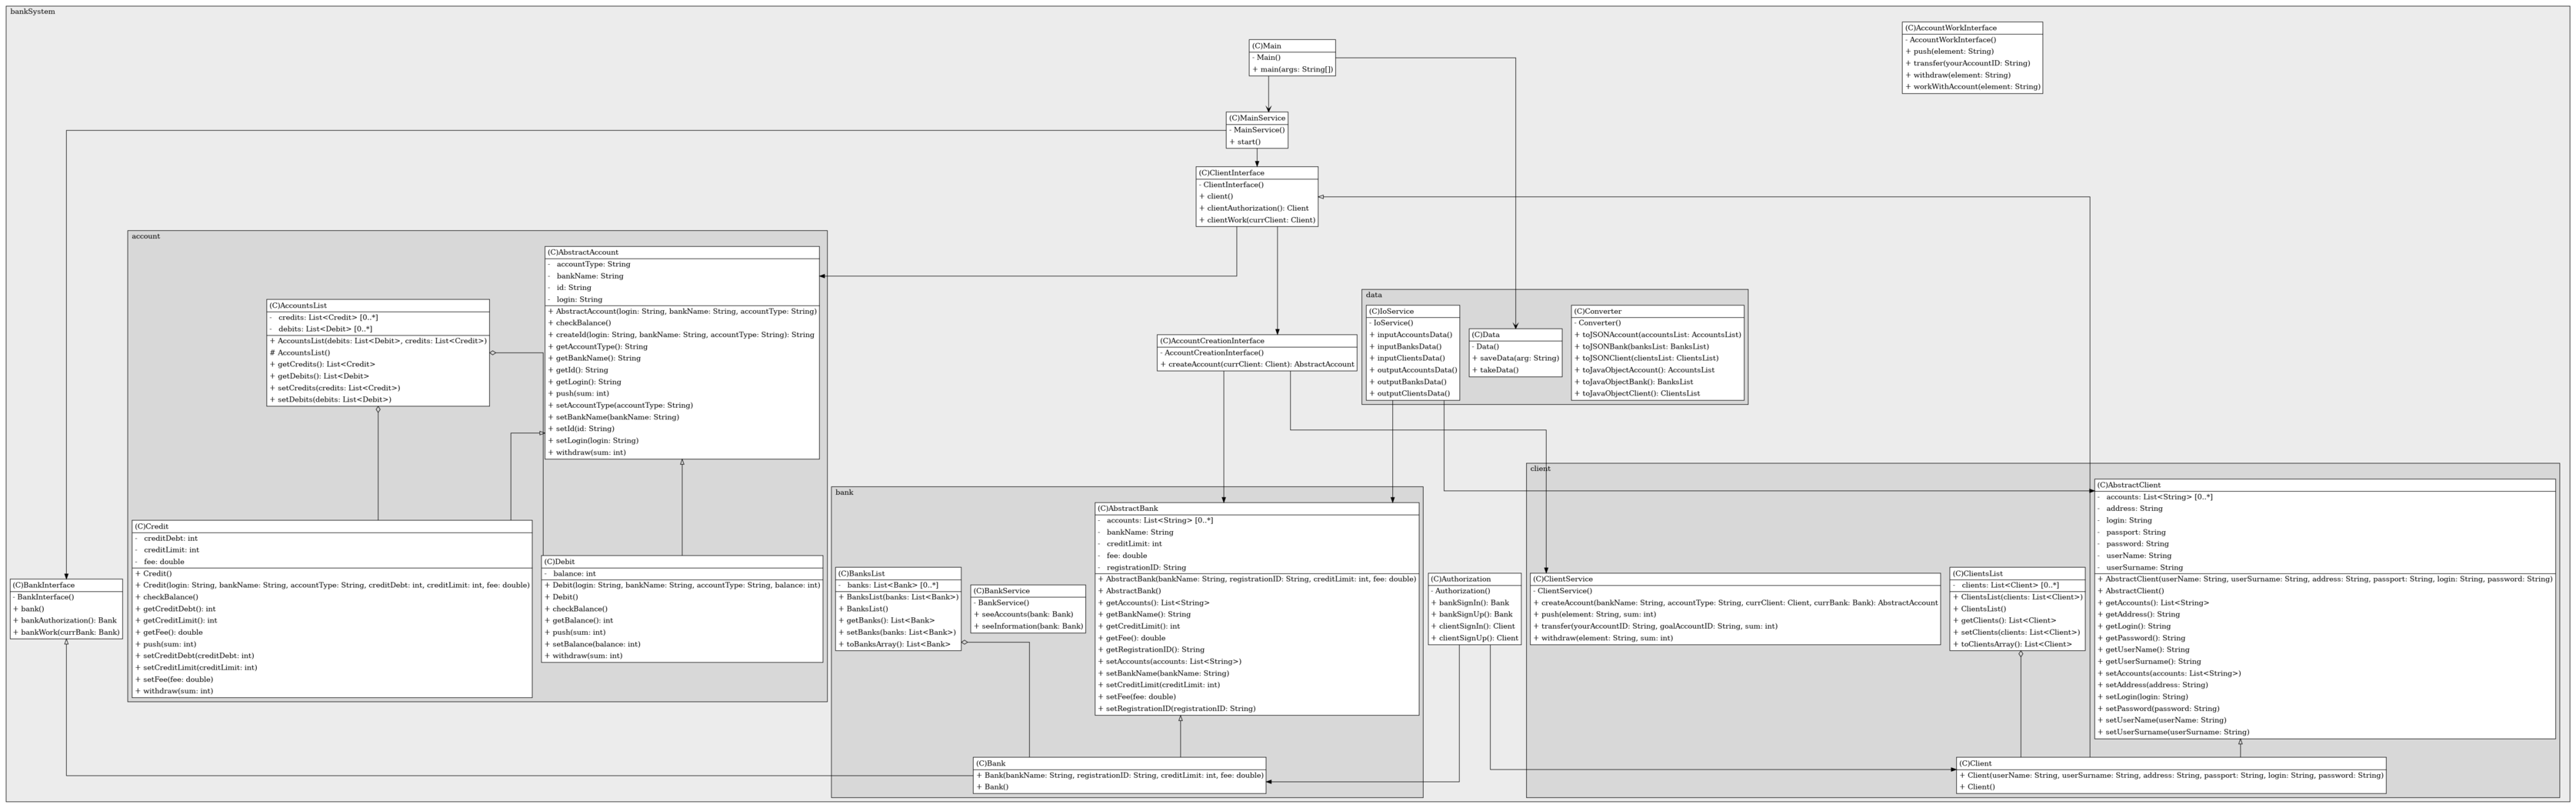 bankSystem
(C)AccountWorkInterface
- AccountWorkInterface()
+ push(element: String)
+ transfer(yourAccountID: String)
+ withdraw(element: String)
+ workWithAccount(element: String)
(C)Main
- Main()
+ main(args: String[])
(C)MainService
- MainService()
+ start()
(C)ClientInterface
- ClientInterface()
+ client()
+ clientAuthorization(): Client
+ clientWork(currClient: Client)
account
(C)AbstractAccount
- accountType: String
- bankName: String
- id: String
- login: String
+ AbstractAccount(login: String, bankName: String, accountType: String)
+ checkBalance()
+ createId(login: String, bankName: String, accountType: String): String
+ getAccountType(): String
+ getBankName(): String
+ getId(): String
+ getLogin(): String
+ push(sum: int)
+ setAccountType(accountType: String)
+ setBankName(bankName: String)
+ setId(id: String)
+ setLogin(login: String)
+ withdraw(sum: int)
(C)AccountsList
- credits: List<Credit> [0..*]
- debits: List<Debit> [0..*]
+ AccountsList(debits: List<Debit>, credits: List<Credit>)
# AccountsList()
+ getCredits(): List<Credit>
+ getDebits(): List<Debit>
+ setCredits(credits: List<Credit>)
+ setDebits(debits: List<Debit>)
data
(C)IoService
- IoService()
+ inputAccountsData()
+ inputBanksData()
+ inputClientsData()
+ outputAccountsData()
+ outputBanksData()
+ outputClientsData()
(C)Data
- Data()
+ saveData(arg: String)
+ takeData()
(C)Converter
- Converter()
+ toJSONAccount(accountsList: AccountsList)
+ toJSONBank(banksList: BanksList)
+ toJSONClient(clientsList: ClientsList)
+ toJavaObjectAccount(): AccountsList
+ toJavaObjectBank(): BanksList
+ toJavaObjectClient(): ClientsList
(C)AccountCreationInterface
- AccountCreationInterface()
+ createAccount(currClient: Client): AbstractAccount
(C)BankInterface
- BankInterface()
+ bank()
+ bankAuthorization(): Bank
+ bankWork(currBank: Bank)
(C)Credit
- creditDebt: int
- creditLimit: int
- fee: double
+ Credit()
+ Credit(login: String, bankName: String, accountType: String, creditDebt: int, creditLimit: int, fee: double)
+ checkBalance()
+ getCreditDebt(): int
+ getCreditLimit(): int
+ getFee(): double
+ push(sum: int)
+ setCreditDebt(creditDebt: int)
+ setCreditLimit(creditLimit: int)
+ setFee(fee: double)
+ withdraw(sum: int)
(C)Debit
- balance: int
+ Debit(login: String, bankName: String, accountType: String, balance: int)
+ Debit()
+ checkBalance()
+ getBalance(): int
+ push(sum: int)
+ setBalance(balance: int)
+ withdraw(sum: int)
bank
(C)BanksList
- banks: List<Bank> [0..*]
+ BanksList(banks: List<Bank>)
+ BanksList()
+ getBanks(): List<Bank>
+ setBanks(banks: List<Bank>)
+ toBanksArray(): List<Bank>
(C)BankService
- BankService()
+ seeAccounts(bank: Bank)
+ seeInformation(bank: Bank)
(C)AbstractBank
- accounts: List<String> [0..*]
- bankName: String
- creditLimit: int
- fee: double
- registrationID: String
+ AbstractBank(bankName: String, registrationID: String, creditLimit: int, fee: double)
+ AbstractBank()
+ getAccounts(): List<String>
+ getBankName(): String
+ getCreditLimit(): int
+ getFee(): double
+ getRegistrationID(): String
+ setAccounts(accounts: List<String>)
+ setBankName(bankName: String)
+ setCreditLimit(creditLimit: int)
+ setFee(fee: double)
+ setRegistrationID(registrationID: String)
(C)Bank
+ Bank(bankName: String, registrationID: String, creditLimit: int, fee: double)
+ Bank()
(C)Authorization
- Authorization()
+ bankSignIn(): Bank
+ bankSignUp(): Bank
+ clientSignIn(): Client
+ clientSignUp(): Client
client
(C)ClientService
- ClientService()
+ createAccount(bankName: String, accountType: String, currClient: Client, currBank: Bank): AbstractAccount
+ push(element: String, sum: int)
+ transfer(yourAccountID: String, goalAccountID: String, sum: int)
+ withdraw(element: String, sum: int)
(C)ClientsList
- clients: List<Client> [0..*]
+ ClientsList(clients: List<Client>)
+ ClientsList()
+ getClients(): List<Client>
+ setClients(clients: List<Client>)
+ toClientsArray(): List<Client>
(C)AbstractClient
- accounts: List<String> [0..*]
- address: String
- login: String
- passport: String
- password: String
- userName: String
- userSurname: String
+ AbstractClient(userName: String, userSurname: String, address: String, passport: String, login: String, password: String)
+ AbstractClient()
+ getAccounts(): List<String>
+ getAddress(): String
+ getLogin(): String
+ getPassword(): String
+ getUserName(): String
+ getUserSurname(): String
+ setAccounts(accounts: List<String>)
+ setAddress(address: String)
+ setLogin(login: String)
+ setPassword(password: String)
+ setUserName(userName: String)
+ setUserSurname(userSurname: String)
(C)Client
+ Client(userName: String, userSurname: String, address: String, passport: String, login: String, password: String)
+ Client()